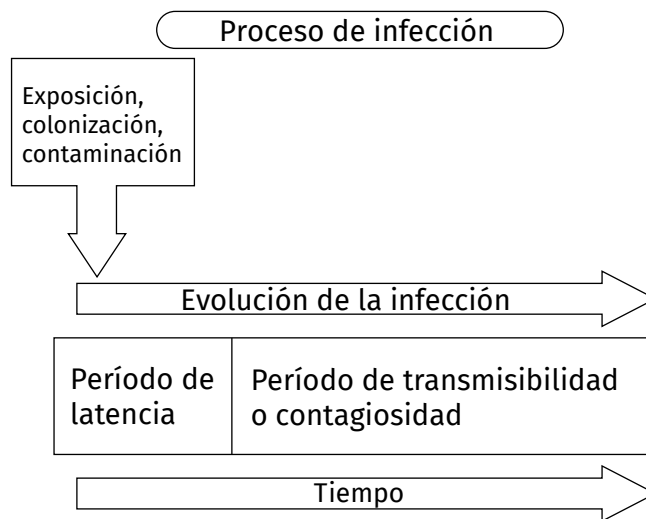 Proceso de infección
Exposición,
colonización,
contaminación
Evolución de la infección
Período de
latencia
Período de transmisibilidad
o contagiosidad
Tiempo